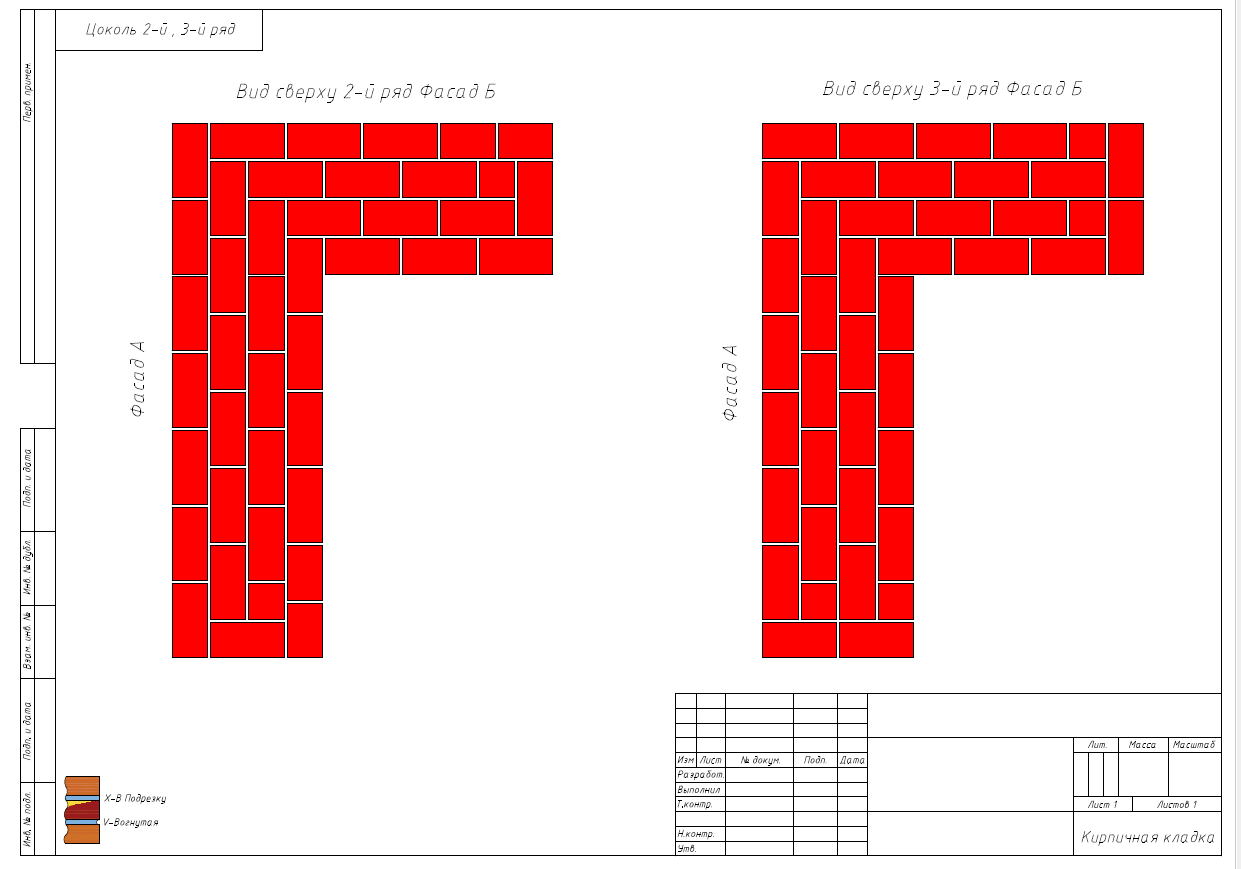 Цоколь 2-й , 3-й ряд
Вид сверху 2-й ряд Фасад Б
Вид сверху 3-й ряд Фасад Б
Фасад А
Фасад А
Перв. примен.
Подп. и дата
Инв. № дубл.
Взам. инв. №
Подп. и дата
Инв. № подл.
X-В Подрезку
V-Вогнутая
Изм Лист № докум. Подп. Дата
Разработ.
Выполнил
Т.контр.
Н.контр.
Утв.
Лит. Масса Масштаб
Лист 1 Листов 1
Кирпичная кладка